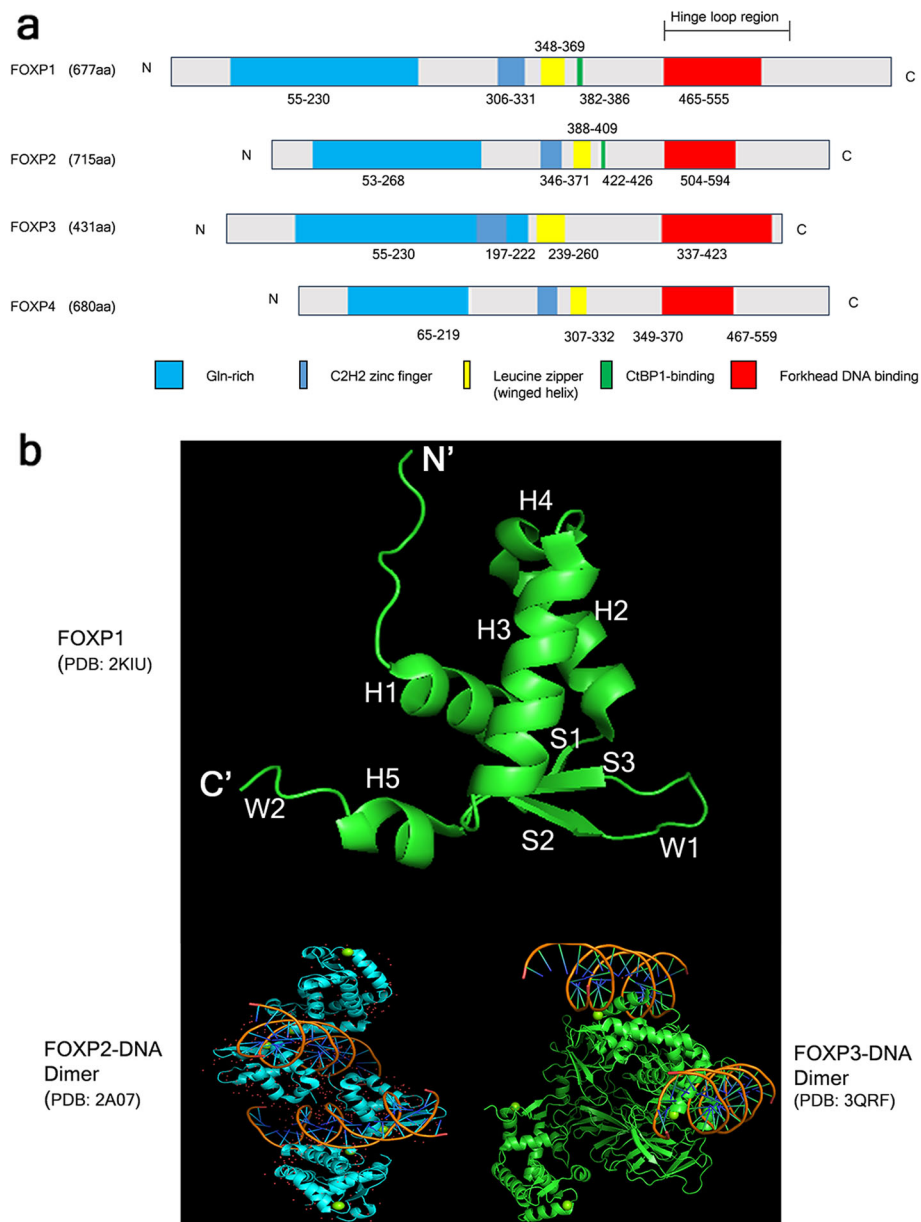 a
Hinge loop region
348-369
FOXP1 (677aa) N C
55-230 306-331 382-386 465-555
388-409
FOXP2 (715aa) N C
53-268 346-371 422-426 504-594
FOXP3 (431aa) N C
55-230 197-222 239-260 337-423
FOXP4 (680aa) N C
65-219 307-332 349-370 467-559
Gln-rich
C2H2 zinc finger
Leucine zipper
(winged helix)
CtBP1-binding
Forkhead DNA binding
b
N'
H4
H3
H2
FOXP1
(PDB: 2KIU)
H1
S1
S3
C'
H5
W2
S2
W1
FOXP2-DNA
Dimer
(PDB: 2A07)
FOXP3-DNA
Dimer
(PDB: 3QRF)